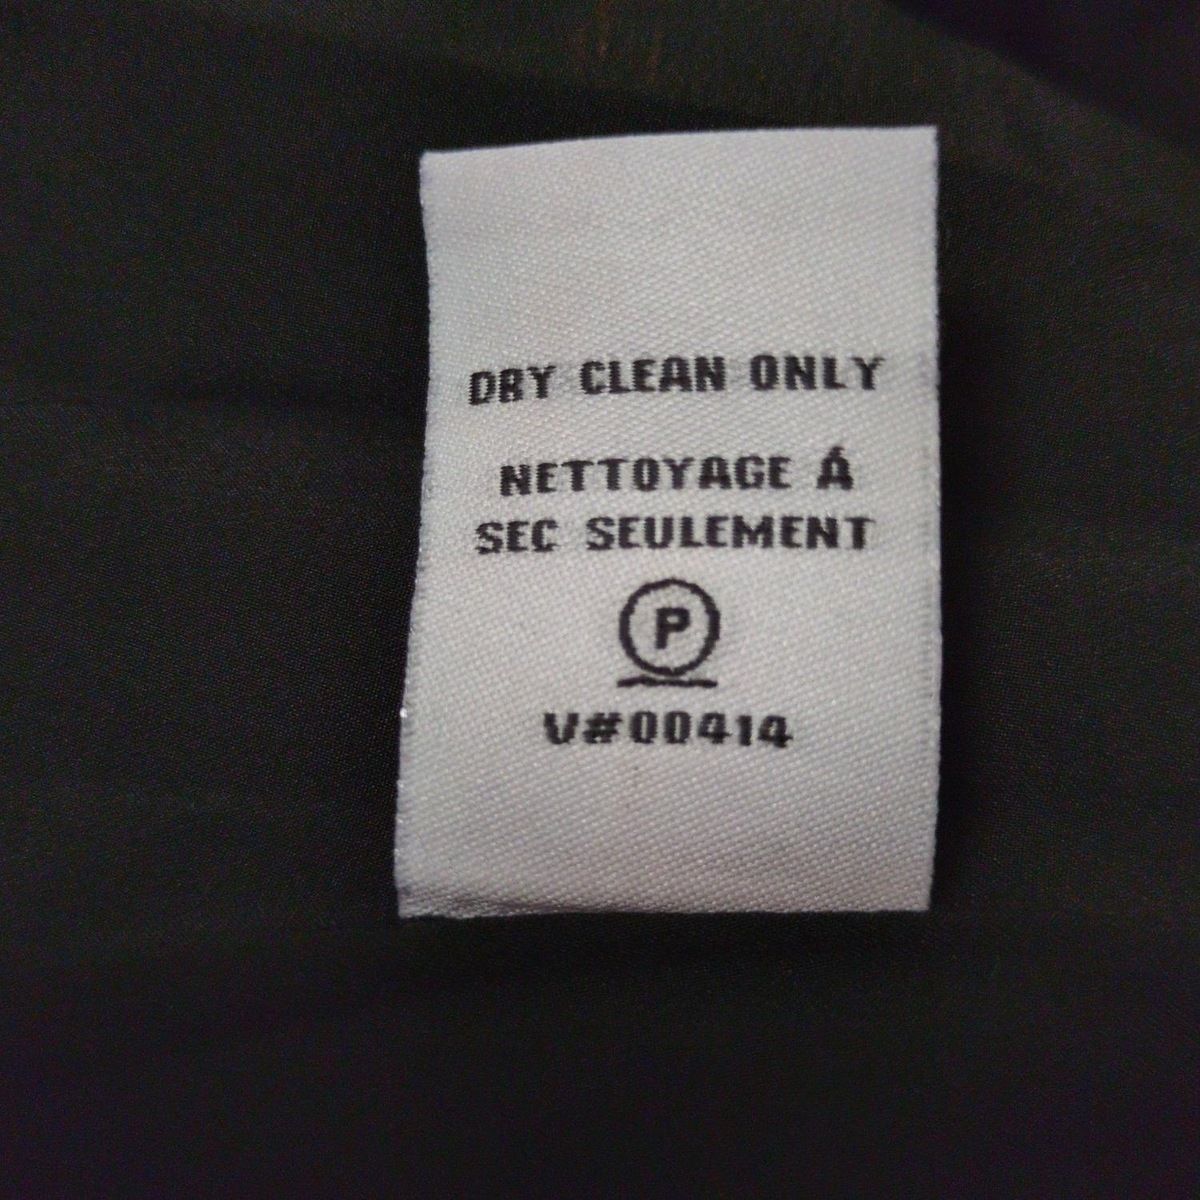 DRY CLEAN ONLY
NETTOYAGE Á
SEC SEULEMENT
P
V#00414